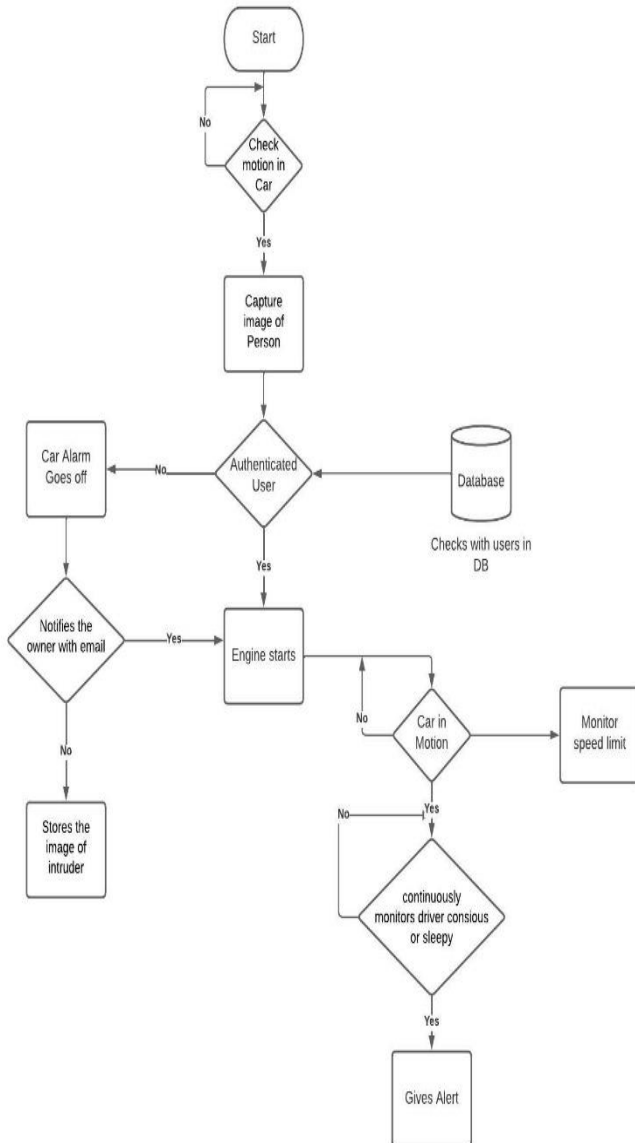 Start
No
Check
motion in
Car
Yes
Capture
image of
Person
Car Alarm
Goes off
No
Authenticated
User
Database
Checks with users in
DB
Yes
Notifies the
owner with email
Yes
Engine starts
No
Car in
Motion
Monitor
speed limit
No
Stores the
image of
intruder
Yes
No
continuously
monitors driver consious
or sleepy
Yes
Gives Alert